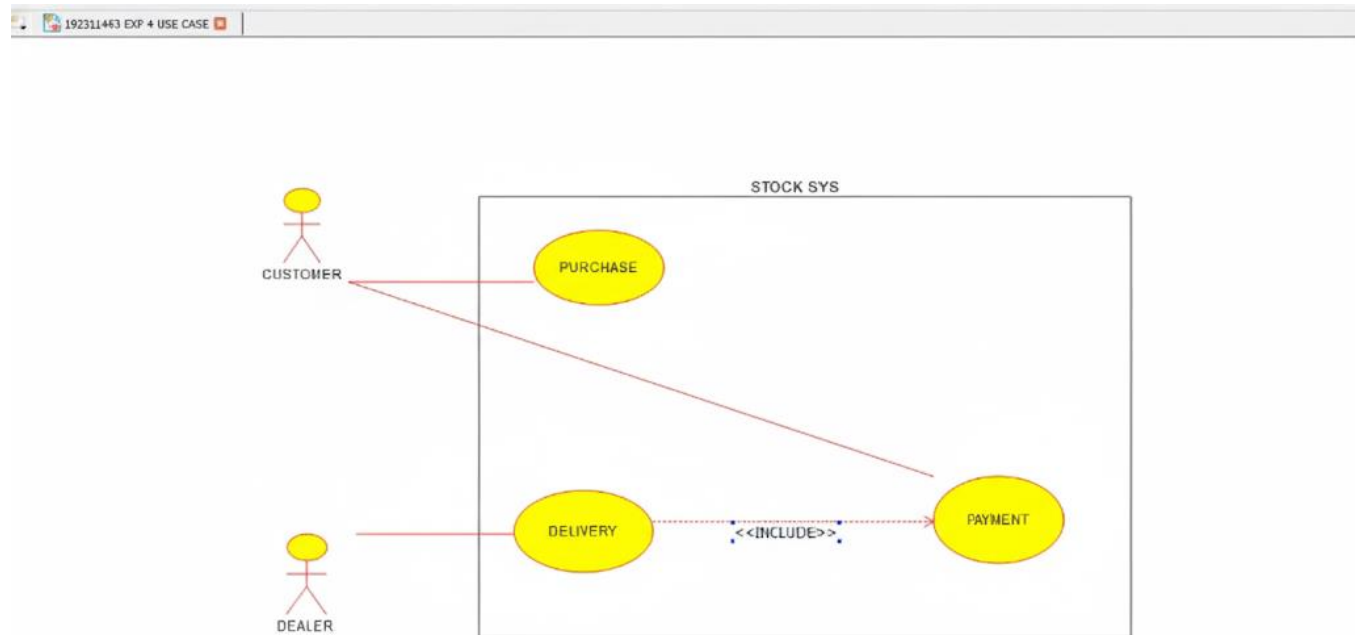 192311463 EXP 4 USE CASE
STOCK SYS
CUSTOMER
PURCHASE
DELIVERY
<<INCLUDE>>
PAYMENT
DEALER